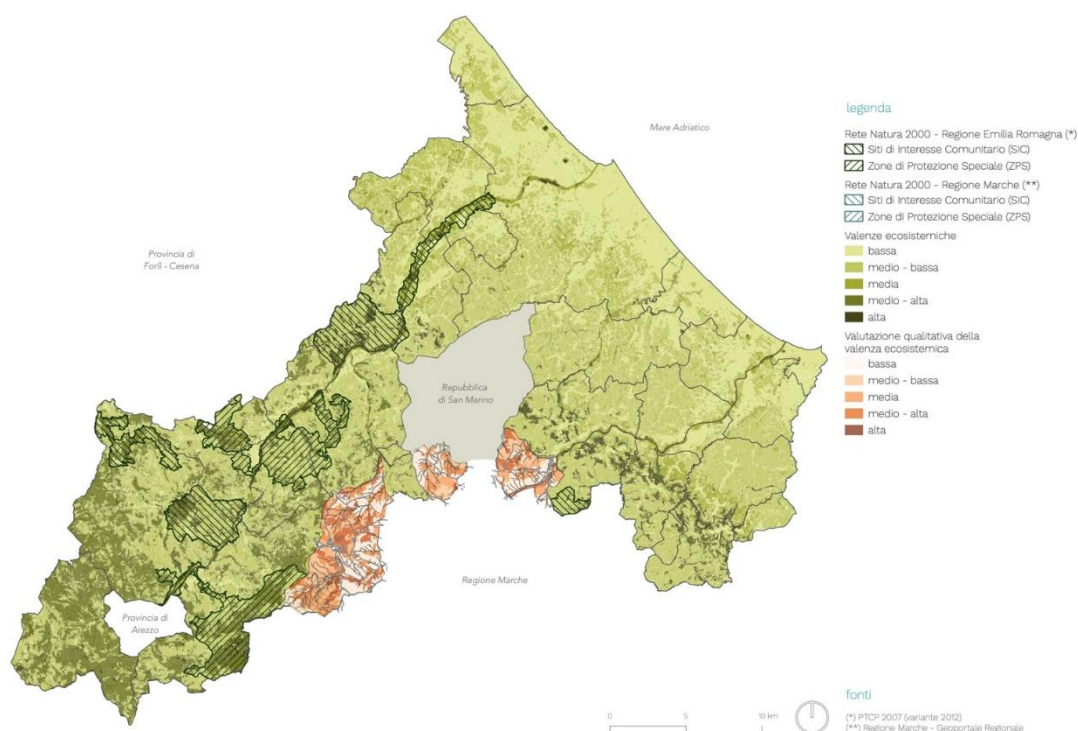 Mare Adriatico
Provincia di
Forlì - Cesena
Repubblica
di San Marino
Regione Marche
Provincia di
Arezzo
legenda
Rete Natura 2000 - Regione Emilia Romagna (*)
Siti di Interesse Comunitario (SIC)
Zone di Protezione Speciale (ZPS)
Rete Natura 2000 - Regione Marche (**)
Siti di Interesse Comunitario (SIC)
Zone di Protezione Speciale (ZPS)
Valenze ecosistemiche
bassa
medio - bassa
media
medio - alta
alta
Valutazione qualitativa della
valenza ecosistemica
bassa
medio - bassa
media
medio - alta
alta
0 5 10 km
fonti
(*) PTCP 2007 (variante 2012)
(**) Regione Marche - Geoportale Regionale